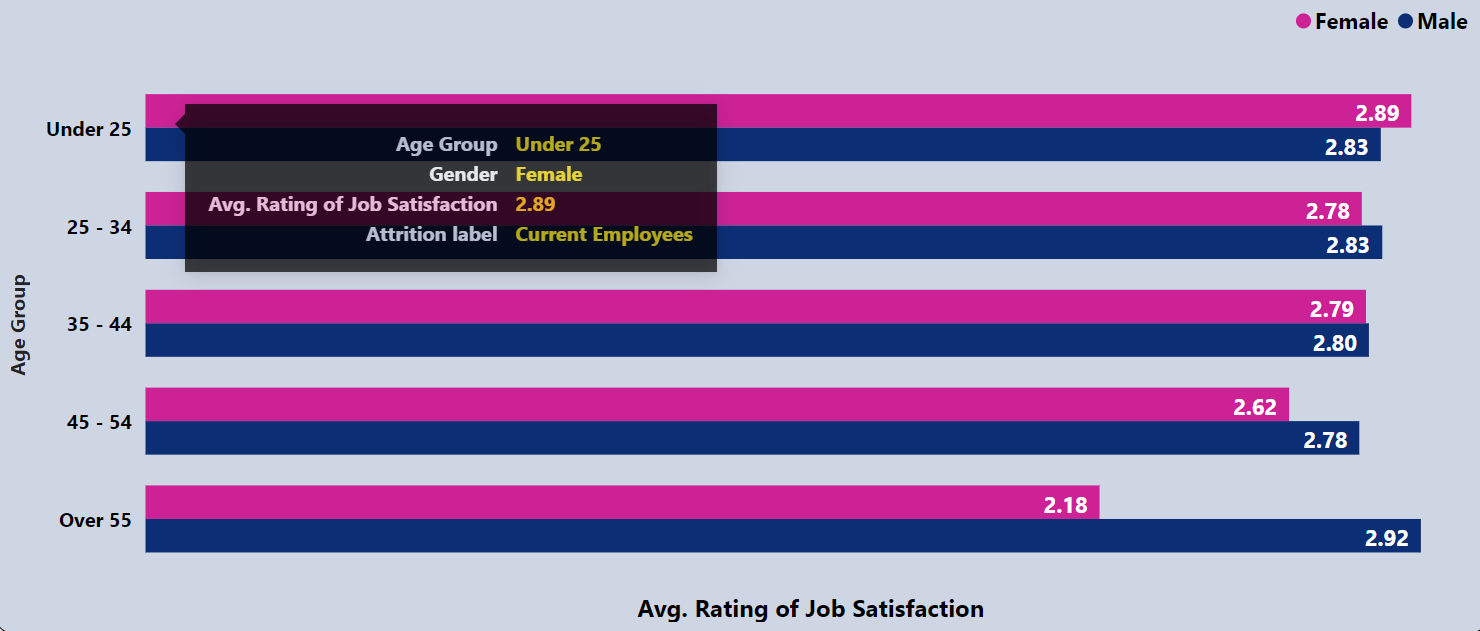 Female Male
Under 25
2.89
2.83
Age Group Under 25
Gender Female
Avg. Rating of Job Satisfaction 2.89
Attrition label Current Employees
25 - 34
2.78
2.83
35 - 44
2.79
2.80
45 - 54
2.62
2.78
Over 55
2.18
2.92
Age Group
Avg. Rating of Job Satisfaction